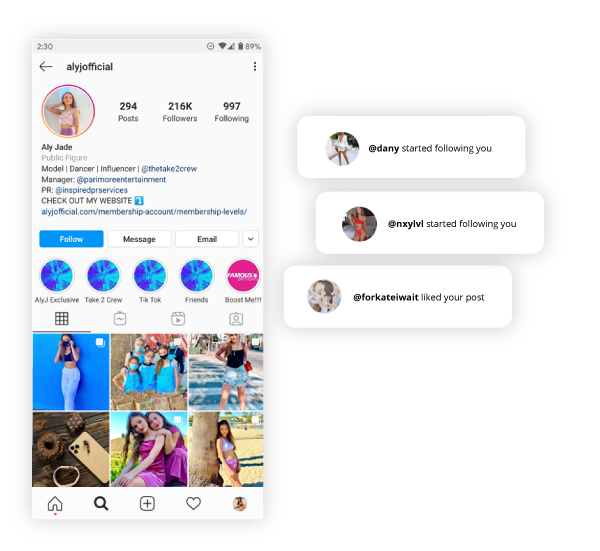 2:30
89%
alyjofficial
294
216K
997
Posts
Followers
Following
Aly Jade
Public Figure
Model | Dancer | Influencer | @thetake2crew
Manager: @parimoreentertainment
PR: @inspiredprservices
CHECK OUT MY WEBSITE
alyjofficial.com/membership-account/membership-levels/
Follow
Message
Email
FAMOUS
AlyJ Exclusive
Take 2 Crew
Tik Tok
Friends
Boost Me!!!!
@dany started following you
@nxylvl started following you
@forkateiwait liked your post